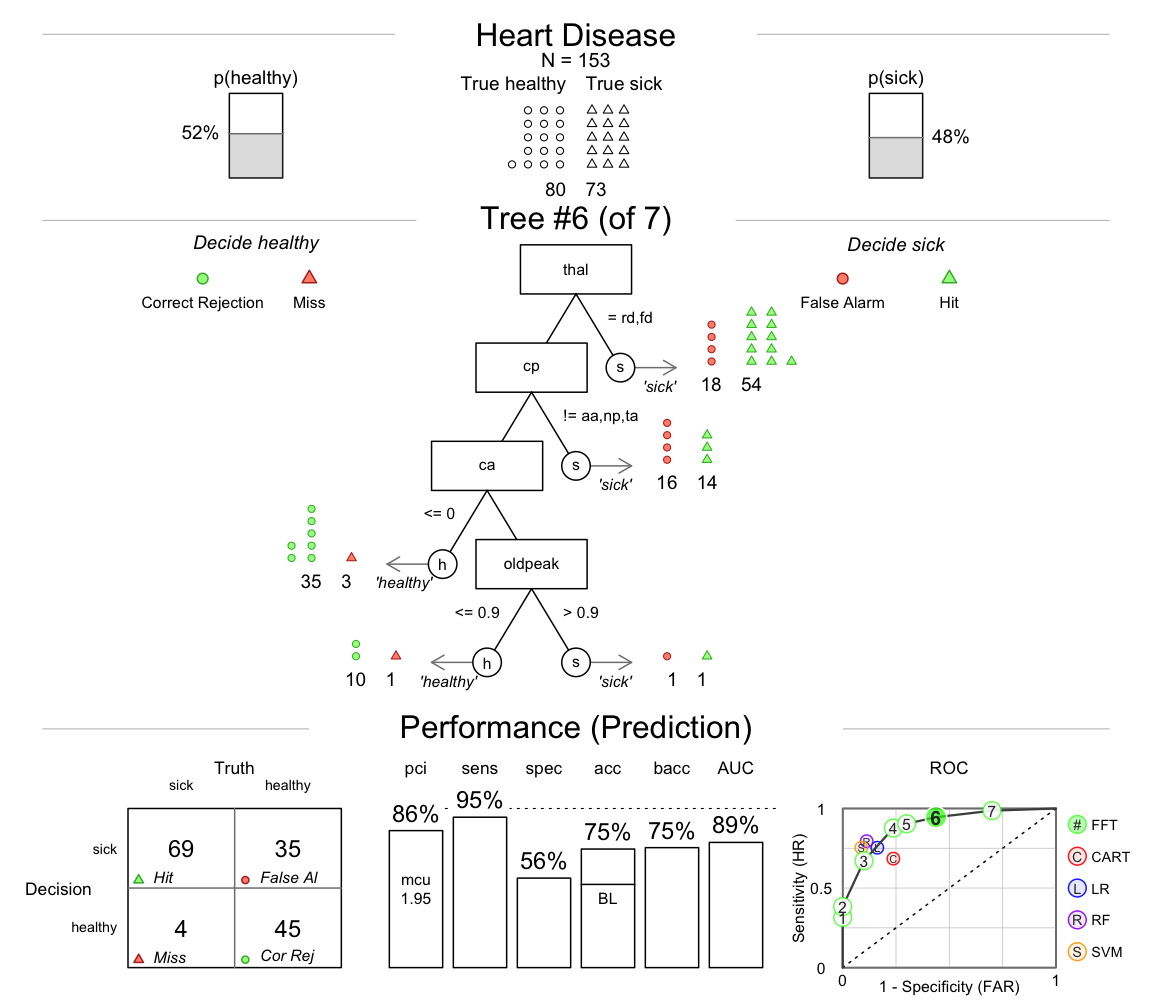 Heart Disease
N = 153
True healthy True sick
p(healthy)
52%
p(sick)
48%
80 73
Tree #6 (of 7)
Decide healthy
Correct Rejection Miss
Decide sick
False Alarm Hit
thal
= rd,fd
cp
s
'sick'
18 54
!= aa,np,ta
ca
s
'sick'
16 14
<= 0
h
'healthy'
35 3
oldpeak
<= 0.9 > 0.9
h
'healthy'
10 1
s
'sick'
1 1
Performance (Prediction)
Truth
sick healthy
Decision
sick
69 35
Hit False Al
healthy
4 45
Miss Cor Rej
pci sens spec acc bacc AUC
86% 95% 56% 75% 75% 89%
mcu
1.95
BL
ROC
Sensitivity (HR)
1
0.5
0
0 1
1 - Specificity (FAR)
1
2
3
4
5
6
7
S
R
L
C
# FFT
C CART
L LR
R RF
S SVM